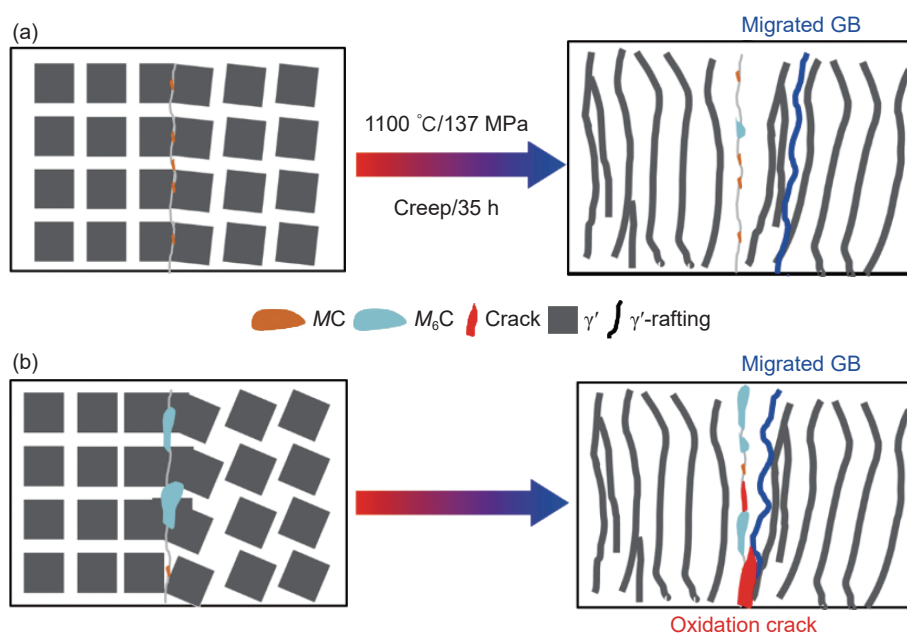 (a)
Migrated GB
1100 ℃/137 MPa
Creep/35 h
MC M₆C Crack γ′ γ′-rafting
(b)
Migrated GB
Oxidation crack